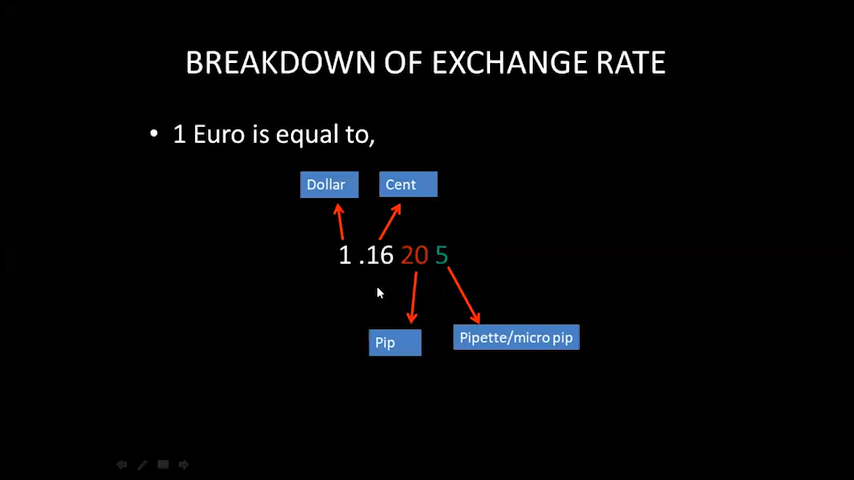 BREAKDOWN OF EXCHANGE RATE
• 1 Euro is equal to,
Dollar Cent
1 .16 20 5
Pip Pipette/micro pip